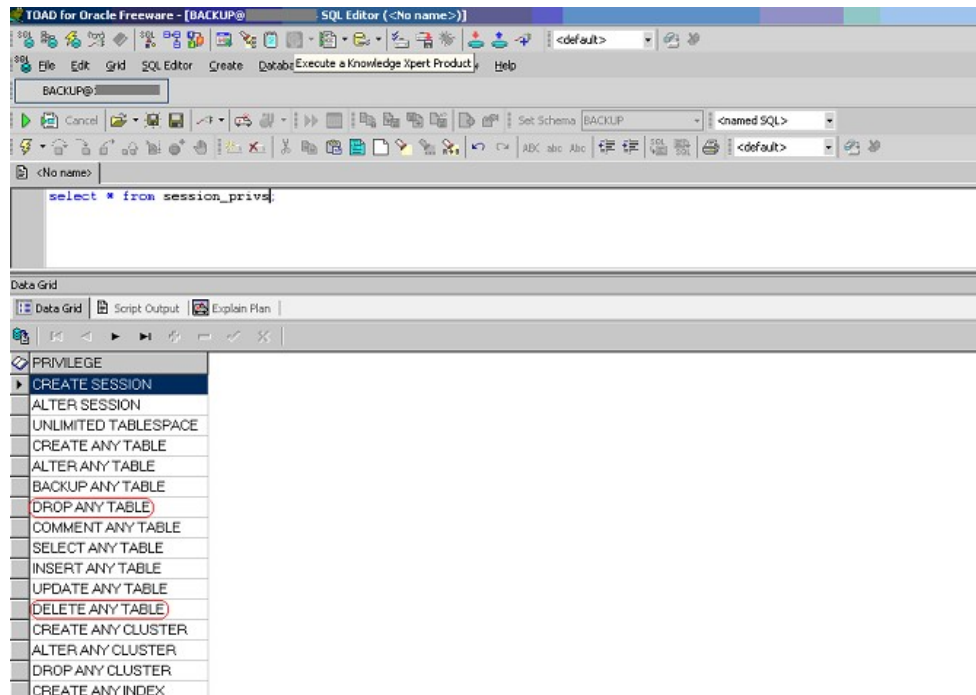 TOAD for Oracle Freeware - [BACKUP@ - SQL Editor (<No name>)]
<default>
File Edit Grid SQL Editor Create Databa Execute a Knowledge Xpert Product Help
BACKUP@
Cancel Set Schema BACKUP <named SQL>
ABC abc Abc <default>
<No name>
select * from session_privs;
Data Grid
Data Grid Script Output Explain Plan
PRIVILEGE
CREATE SESSION
ALTER SESSION
UNLIMITED TABLESPACE
CREATE ANY TABLE
ALTER ANY TABLE
BACKUP ANY TABLE
DROP ANY TABLE
COMMENT ANY TABLE
SELECT ANY TABLE
INSERT ANY TABLE
UPDATE ANY TABLE
DELETE ANY TABLE
CREATE ANY CLUSTER
ALTER ANY CLUSTER
DROP ANY CLUSTER
CREATE ANY INDEX